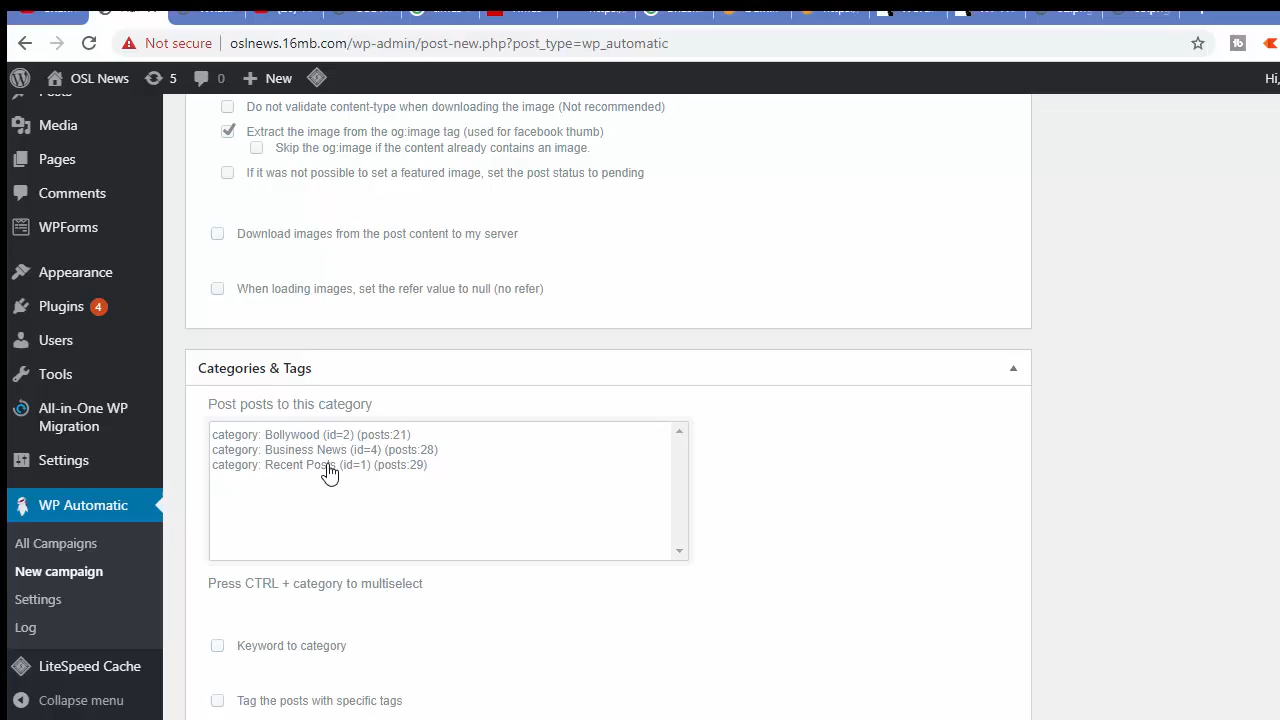 Not secure
oslnews.16mb.com/wp-admin/post-new.php?post_type=wp_automatic
OSL News
5
0
New
Hi,
Posts
Media
Pages
Comments
WPForms
Appearance
Plugins 4
Users
Tools
All-in-One WP
Migration
Settings
WP Automatic
All Campaigns
New campaign
Settings
Log
LiteSpeed Cache
Collapse menu
Do not validate content-type when downloading the image (Not recommended)
Extract the image from the og:image tag (used for facebook thumb)
Skip the og:image if the content already contains an image.
If it was not possible to set a featured image, set the post status to pending
Download images from the post content to my server
When loading images, set the refer value to null (no refer)
Categories & Tags
Post posts to this category
category: Bollywood (id=2) (posts:21)
category: Business News (id=4) (posts:28)
category: Recent Posts (id=1) (posts:29)
Press CTRL + category to multiselect
Keyword to category
Tag the posts with specific tags